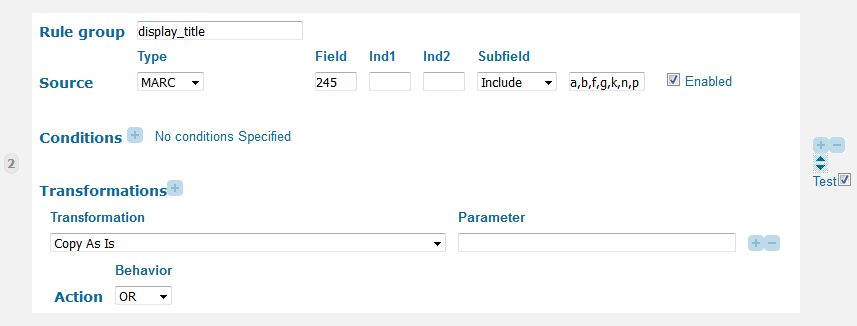 Rule group display_title
Type Field Ind1 Ind2 Subfield
Source MARC 245 Include a,b,f,g,k,n,p Enabled
Conditions + No conditions Specified
+ −
2
Test
Transformations +
Transformation Parameter
Copy As Is + −
Behavior
Action OR